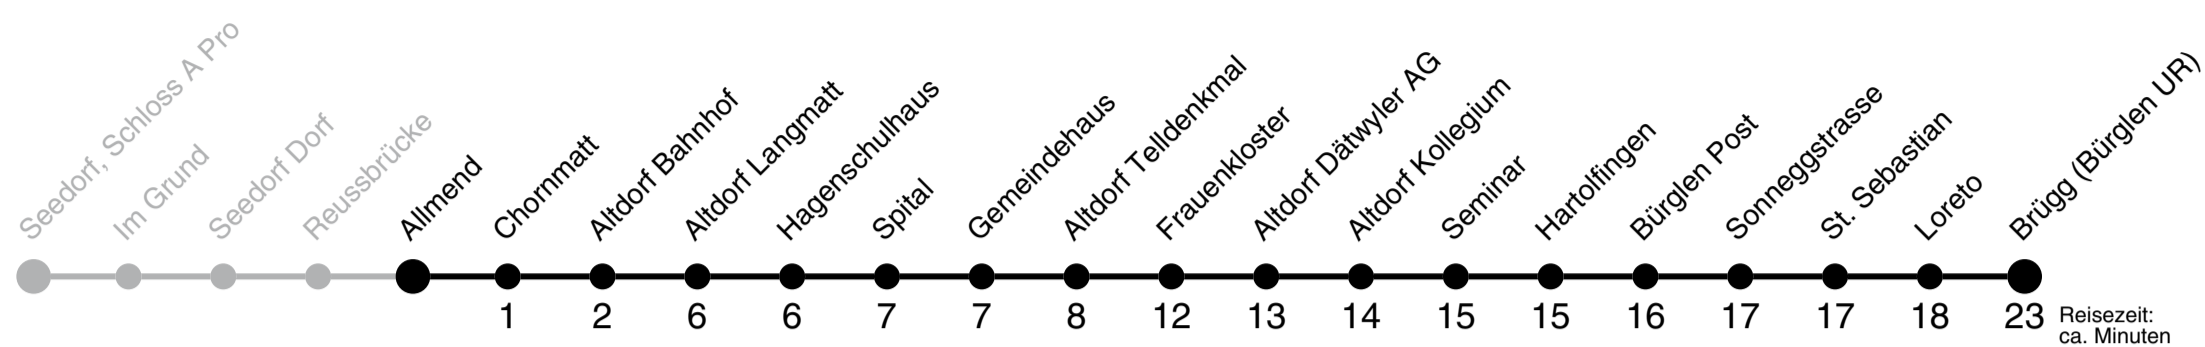 Seedorf, Schloss A Pro
Im Grund
Seedorf Dorf
Reussbrücke
Allmend
Chornmatt
Altdorf Bahnhof
Altdorf Langmatt
Hagenschulhaus
Spital
Gemeindehaus
Altdorf Telldenkmal
Frauenkloster
Altdorf Dätwyler AG
Altdorf Kollegium
Seminar
Hartolfingen
Bürglen Post
Sonneggstrasse
St. Sebastian
Loreto
Brügg (Bürglen UR)
1 2 6 6 7 7 8 12 13 14 15 15 16 17 17 18 23
Reisezeit:
ca. Minuten